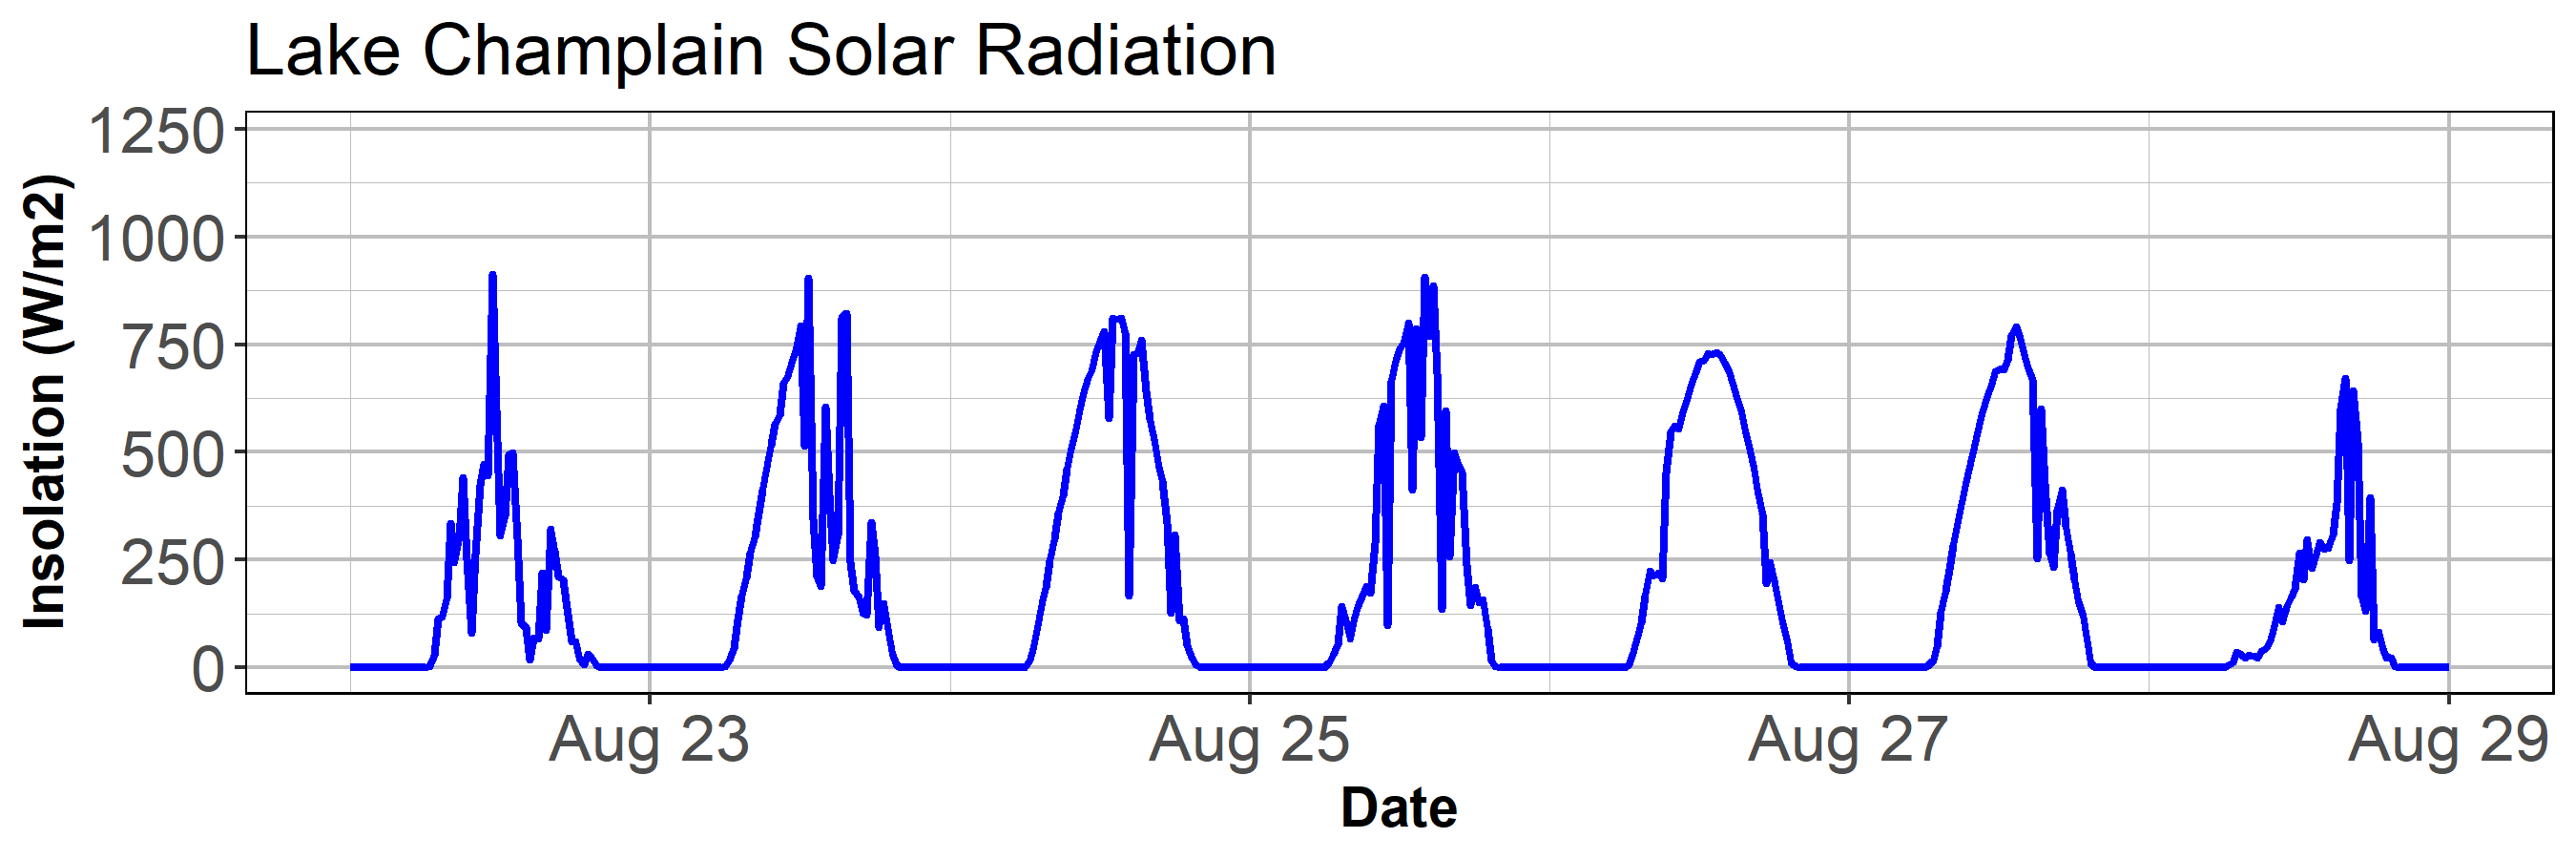 Lake Champlain Solar Radiation
Insolation (W/m2)
1250
1000
750
500
250
0
Aug 23 Aug 25 Aug 27 Aug 29
Date